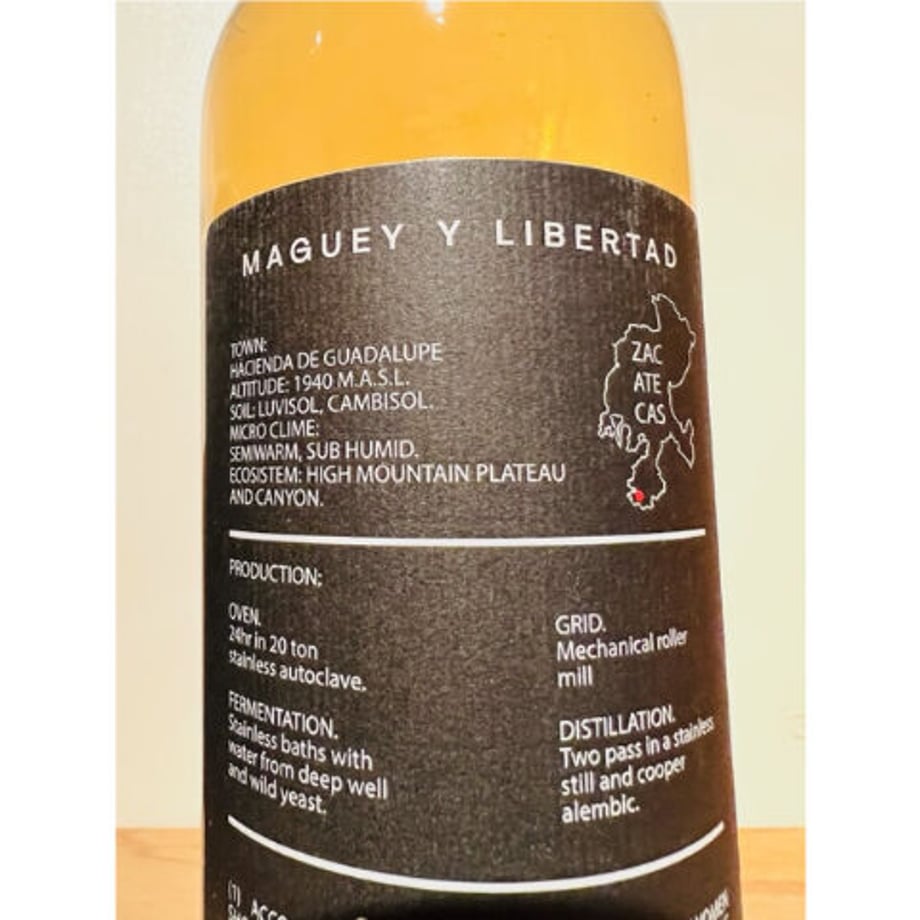 MAGUEY Y LIBERTAD
TOWN:
HACIENDA DE GUADALUPE
ALTITUDE: 1940 M.A.S.L.
SOIL: LUVISOL, CAMBISOL.
MICRO CLIME:
SEMIWARM, SUB HUMID.
ECOSISTEM: HIGH MOUNTAIN PLATEAU
AND CANYON.
ZAC
ATE
CAS
PRODUCTION:
OVEN.
24hr in 20 ton
stainless autoclave.
FERMENTATION.
Stainless baths with
water from deep well
and wild yeast.
GRID.
Mechanical roller
mill
DISTILLATION.
Two pass in a stainless
still and cooper
alembic.
(1) WOMEN